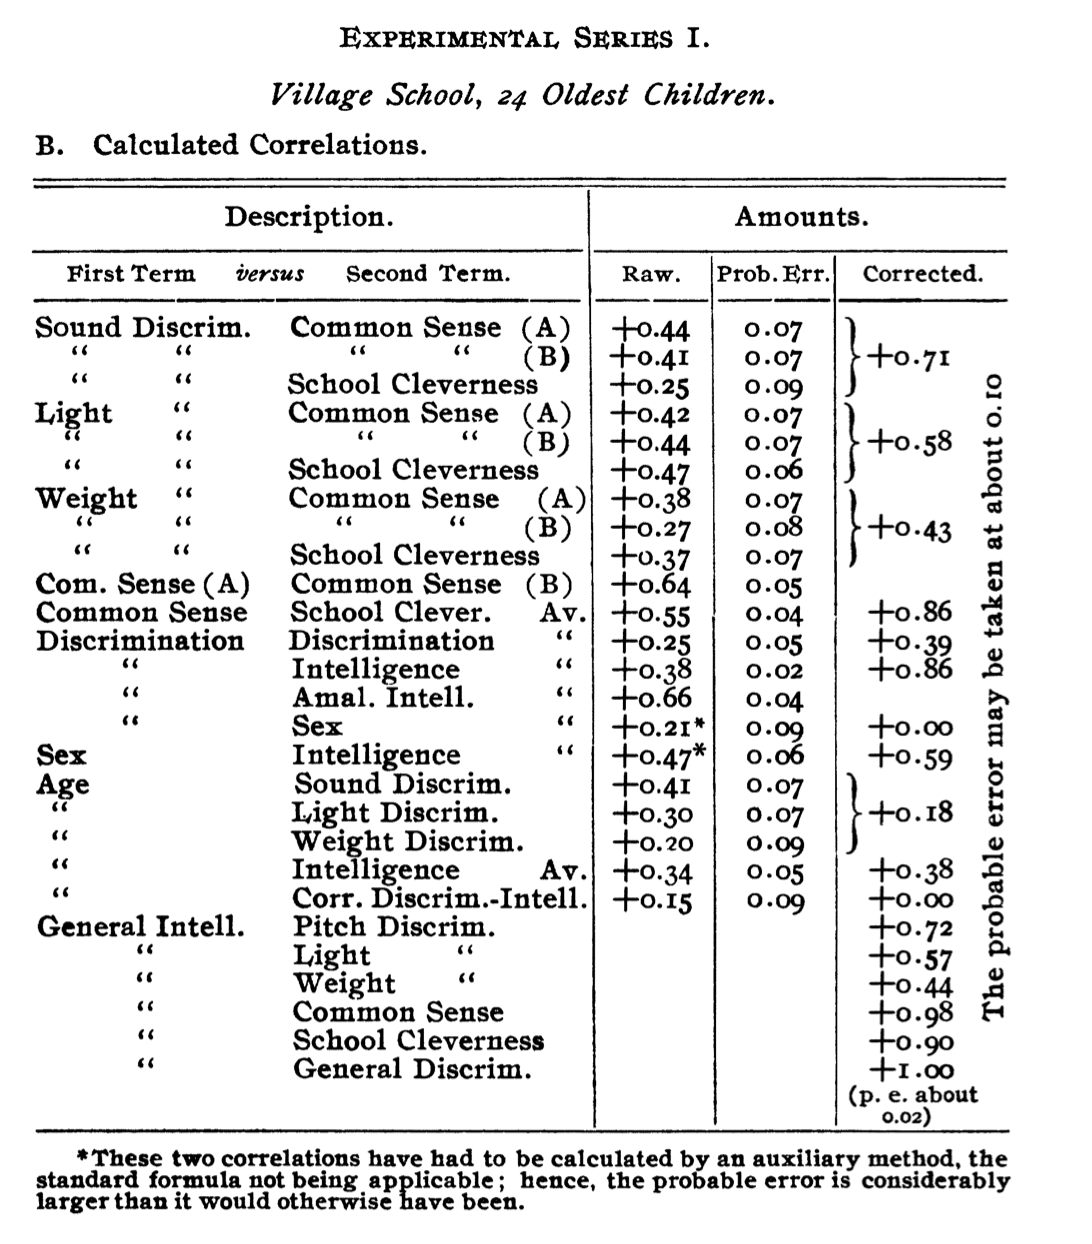 EXPERIMENTAL SERIES I.
Village School, 24 Oldest Children.
B. Calculated Correlations.
Description. Amounts.
First Term versus Second Term. Raw. Prob. Err. Corrected.
Sound Discrim. Common Sense (A) +0.44 0.07
“ “ “ “ (B) +0.41 0.07 } +0.71
“ “ School Cleverness +0.25 0.09
Light “ Common Sense (A) +0.42 0.07
“ “ “ “ (B) +0.44 0.07 } +0.58
“ “ School Cleverness +0.47 0.06
Weight “ Common Sense (A) +0.38 0.07
“ “ “ “ (B) +0.27 0.08 } +0.43
“ “ School Cleverness +0.37 0.07
Com. Sense (A) Common Sense (B) +0.64 0.05
Common Sense School Clever. Av. +0.55 0.04 +0.86
Discrimination Discrimination “ +0.25 0.05 +0.39
“ Intelligence “ +0.38 0.02 +0.86
“ Amal. Intell. “ +0.66 0.04
“ Sex “ +0.21* 0.09 +0.00
Sex Intelligence “ +0.47* 0.06 +0.59
Age Sound Discrim. +0.41 0.07
“ Light Discrim. +0.30 0.07 } +0.18
“ Weight Discrim. +0.20 0.09
“ Intelligence Av. +0.34 0.05 +0.38
“ Corr. Discrim.-Intell. +0.15 0.09 +0.00
General Intell. Pitch Discrim. +0.72
“ Light “ +0.57
“ Weight “ +0.44
“ Common Sense +0.98
“ School Cleverness +0.90
“ General Discrim. +1.00
(p. e. about
0.02)
The probable error may be taken at about 0.10
*These two correlations have had to be calculated by an auxiliary method, the
standard formula not being applicable; hence, the probable error is considerably
larger than it would otherwise have been.